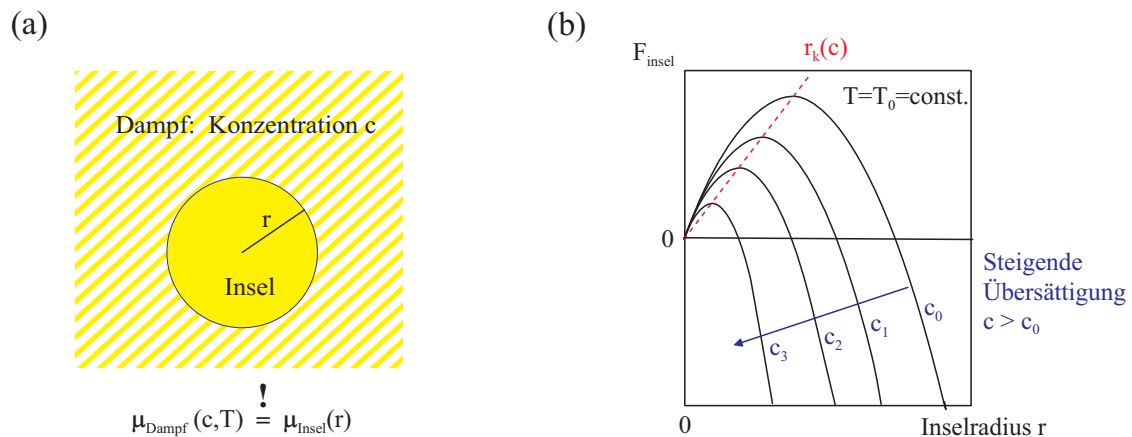 (a)
Dampf: Konzentration c
r
Insel
!
μDampf (c,T) = μInsel(r)
(b)
Finsel
rk(c)
T=T0=const.
0
Steigende
Übersättigung
c > c0
c0
c1
c2
c3
0
Inselradius r